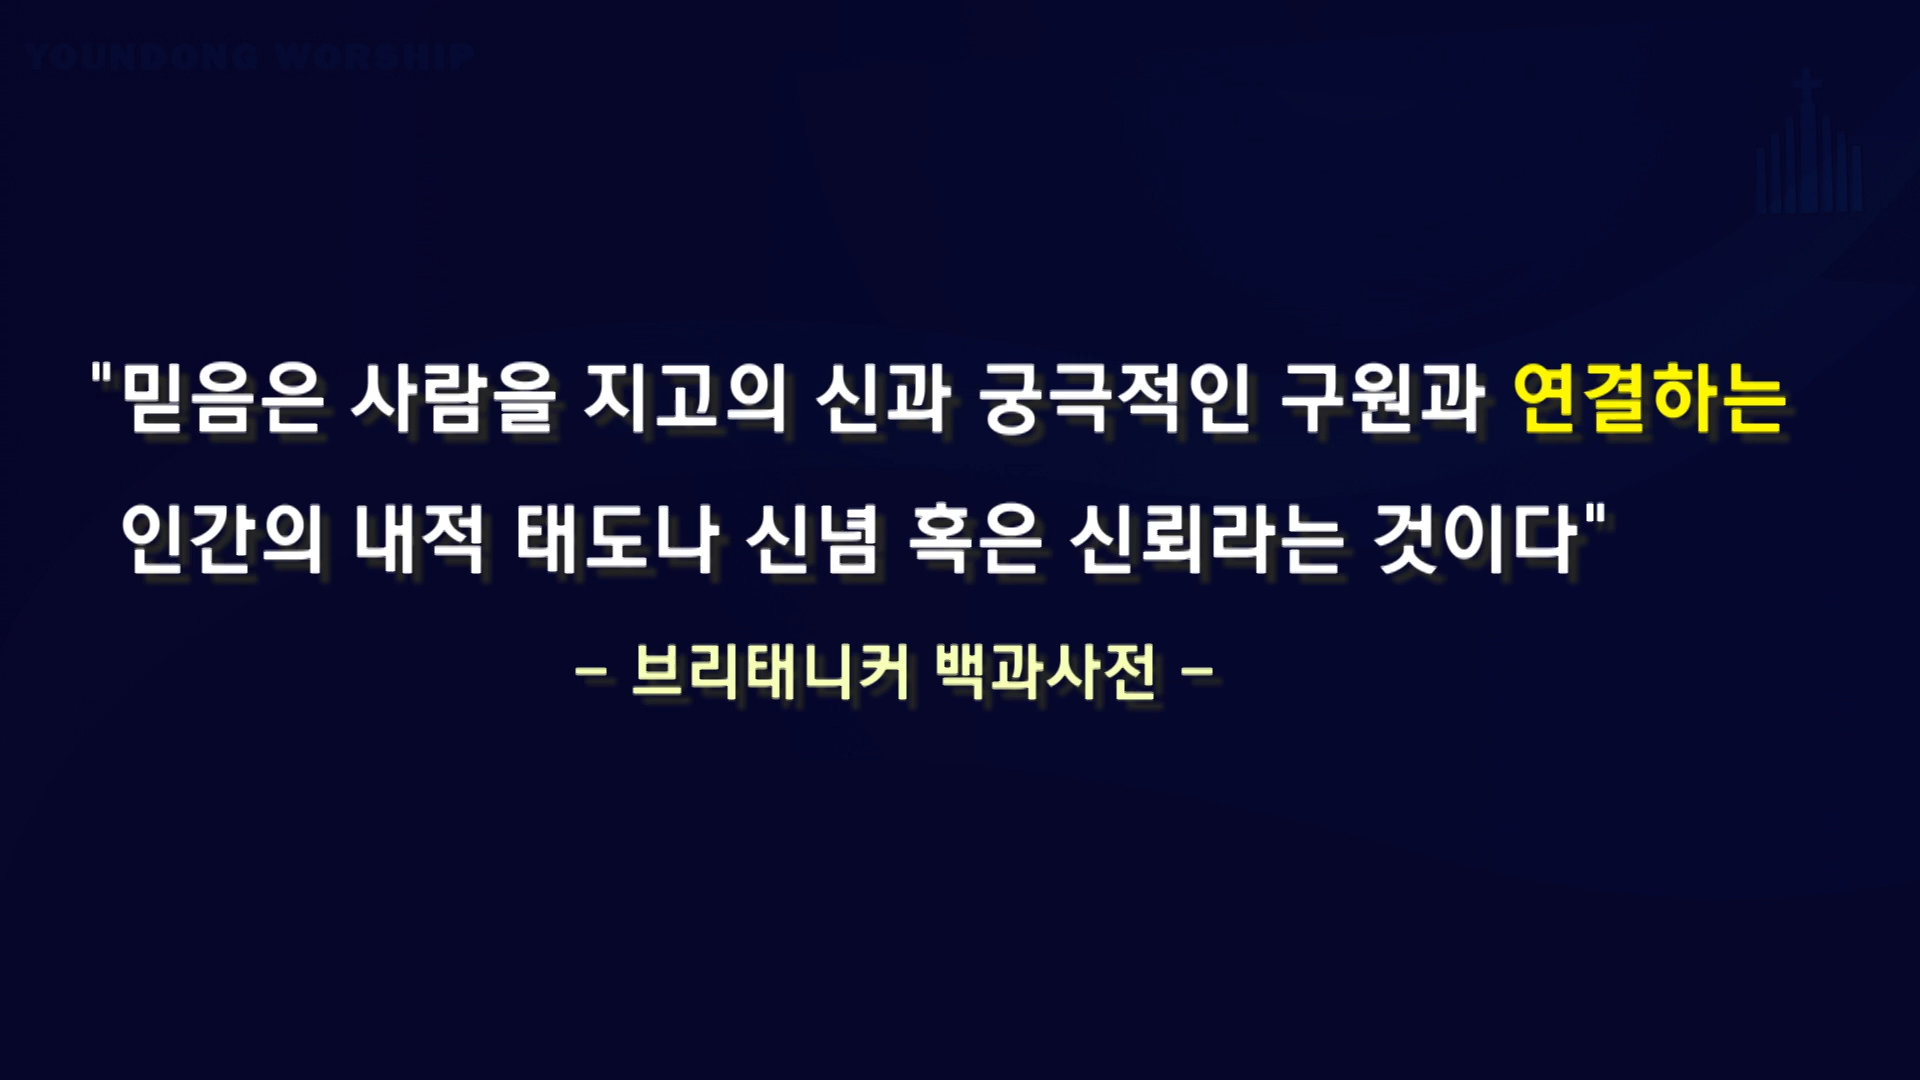 YOUNDONG WORSHIP
"믿음은 사람을 지고의 신과 궁극적인 구원과 연결하는
인간의 내적 태도나 신념 혹은 신뢰라는 것이다"
– 브리태니커 백과사전 –